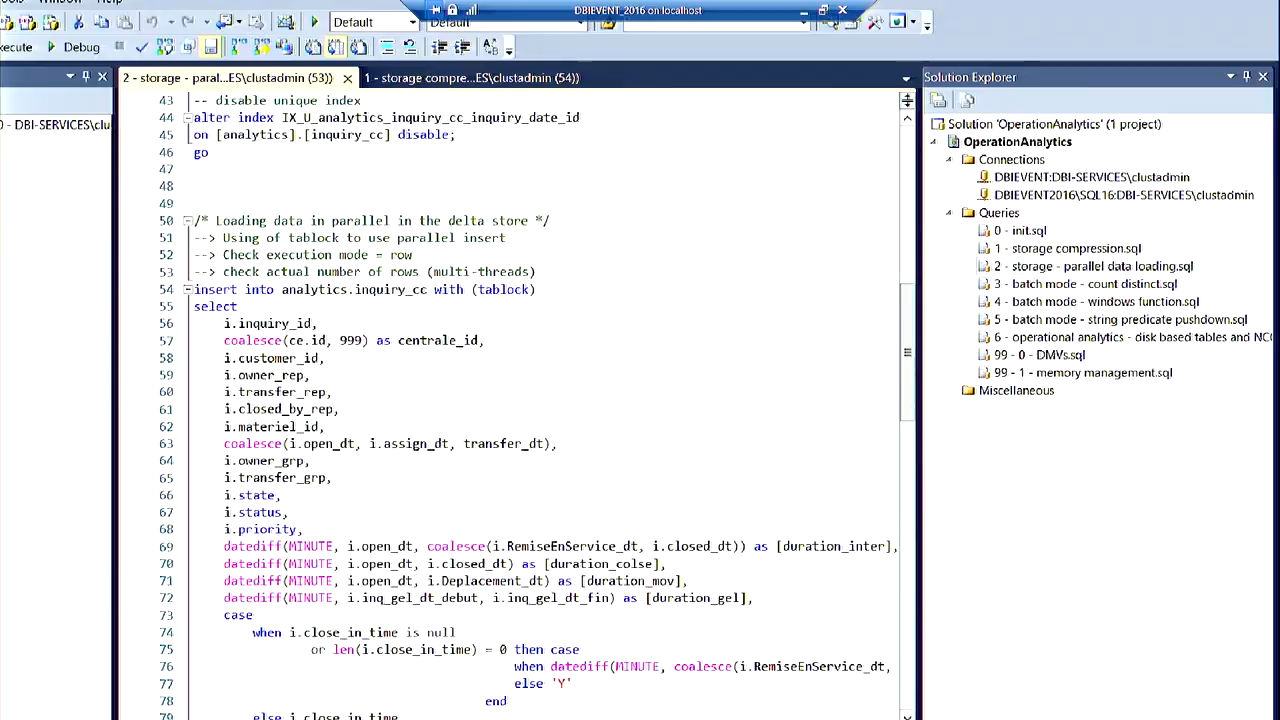 DBIEVENT_2016 on localhost
Default
Debug
2 - storage - paral...ES\clustadmin (53))
1 - storage compre...ES\clustadmin (54))
Solution Explorer
43 -- disable unique index
44 alter index IX_U_analytics_inquiry_cc_inquiry_date_id
45 on [analytics].[inquiry_cc] disable;
46 go
47
48
49
50 /* Loading data in parallel in the delta store */
51 --> Using of tablock to use parallel insert
52 --> Check execution mode = row
53 --> check actual number of rows (multi-threads)
54 insert into analytics.inquiry_cc with (tablock)
55 select
56 i.inquiry_id,
57 coalesce(ce.id, 999) as centrale_id,
58 i.customer_id,
59 i.owner_rep,
60 i.transfer_rep,
61 i.closed_by_rep,
62 i.materiel_id,
63 coalesce(i.open_dt, i.assign_dt, transfer_dt),
64 i.owner_grp,
65 i.transfer_grp,
66 i.state,
67 i.status,
68 i.priority,
69 datediff(MINUTE, i.open_dt, coalesce(i.RemiseEnService_dt, i.closed_dt)) as [duration_inter],
70 datediff(MINUTE, i.open_dt, i.closed_dt) as [duration_colse],
71 datediff(MINUTE, i.open_dt, i.Deplacement_dt) as [duration_mov],
72 datediff(MINUTE, i.inq_gel_dt_debut, i.inq_gel_dt_fin) as [duration_gel],
73 case
74 when i.close_in_time is null
75 or len(i.close_in_time) = 0 then case
76 when datediff(MINUTE, coalesce(i.RemiseEnService_dt,
77 else 'Y'
78 end
79 else i.close_in_time
Solution 'OperationAnalytics' (1 project)
OperationAnalytics
Connections
DBIEVENT:DBI-SERVICES\clustadmin
DBIEVENT2016\SQL16:DBI-SERVICES\clustadmin
Queries
0 - init.sql
1 - storage compression.sql
2 - storage - parallel data loading.sql
3 - batch mode - count distinct.sql
4 - batch mode - windows function.sql
5 - batch mode - string predicate pushdown.sql
6 - operational analytics - disk based tables and NC
99 - 0 - DMVs.sql
99 - 1 - memory management.sql
Miscellaneous